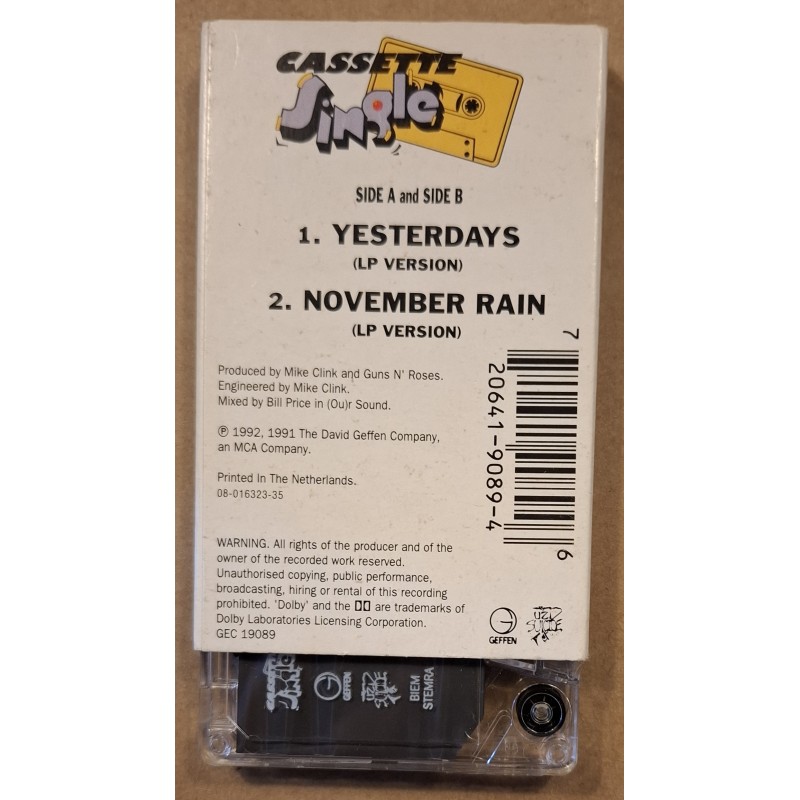 CASSETTE
Single
SIDE A and SIDE B
1. YESTERDAYS
(LP VERSION)
2. NOVEMBER RAIN
(LP VERSION)
Produced by Mike Clink and Guns N' Roses.
Engineered by Mike Clink.
Mixed by Bill Price in (Ou)r Sound.
℗ 1992, 1991 The David Geffen Company,
an MCA Company.
Printed In The Netherlands.
08-016323-35
7
20641-9089-4
6
WARNING. All rights of the producer and of the
owner of the recorded work reserved.
Unauthorised copying, public performance,
broadcasting, hiring or rental of this recording
prohibited. 'Dolby' and the are trademarks of
Dolby Laboratories Licensing Corporation.
GEC 19089
GEFFEN
CASSETTE
Single
GEFFEN
BIEM
STEMRA